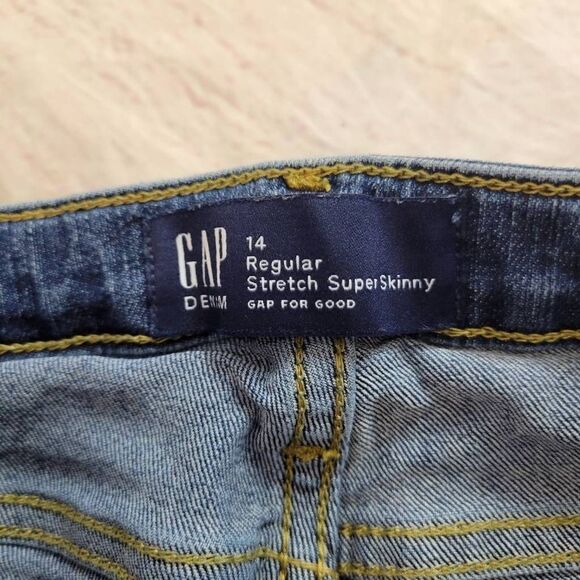 GAP
DENIM
14
Regular
Stretch SuperSkinny
GAP FOR GOOD